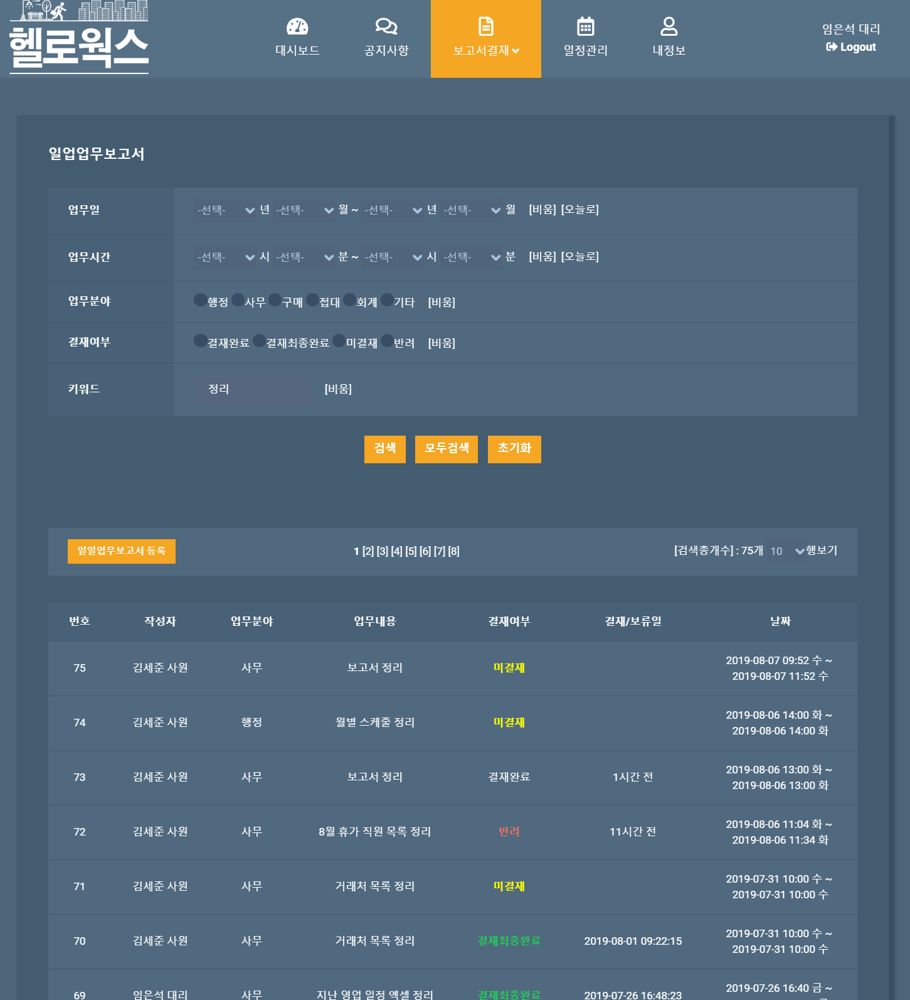 헬로웍스
대시보드
공지사항
보고서결재
일정관리
내정보
임은석 대리
Logout
일업업무보고서
업무일 -선택- 년 -선택- 월 ~ -선택- 년 -선택- 월 [비움] [오늘로]
업무시간 -선택- 시 -선택- 분 ~ -선택- 시 -선택- 분 [비움] [오늘로]
업무분야 행정 사무 구매 접대 회계 기타 [비움]
결재여부 결재완료 결재최종완료 미결재 반려 [비움]
키워드 정리 [비움]
검색 모두검색 초기화
일일업무보고서 등록 1 [2] [3] [4] [5] [6] [7] [8] [검색총개수] : 75개 10 행보기
번호 작성자 업무분야 업무내용 결재여부 결재/보류일 날짜
75 김세준 사원 사무 보고서 정리 미결재 2019-08-07 09:52 수 ~
2019-08-07 11:52 수
74 김세준 사원 행정 월별 스케줄 정리 미결재 2019-08-06 14:00 화 ~
2019-08-06 14:00 화
73 김세준 사원 사무 보고서 정리 결재완료 1시간 전 2019-08-06 13:00 화 ~
2019-08-06 13:00 화
72 김세준 사원 사무 8월 휴가 직원 목록 정리 반려 11시간 전 2019-08-06 11:04 화 ~
2019-08-06 11:34 화
71 김세준 사원 사무 거래처 목록 정리 미결재 2019-07-31 10:00 수 ~
2019-07-31 10:00 수
70 김세준 사원 사무 거래처 목록 정리 결재최종완료 2019-08-01 09:22:15 2019-07-31 10:00 수 ~
2019-07-31 10:00 수
69 임은석 대리 사무 지난 영업 일정 엑셀 정리 결재최종완료 2019-07-26 16:48:23 2019-07-26 16:40 금 ~